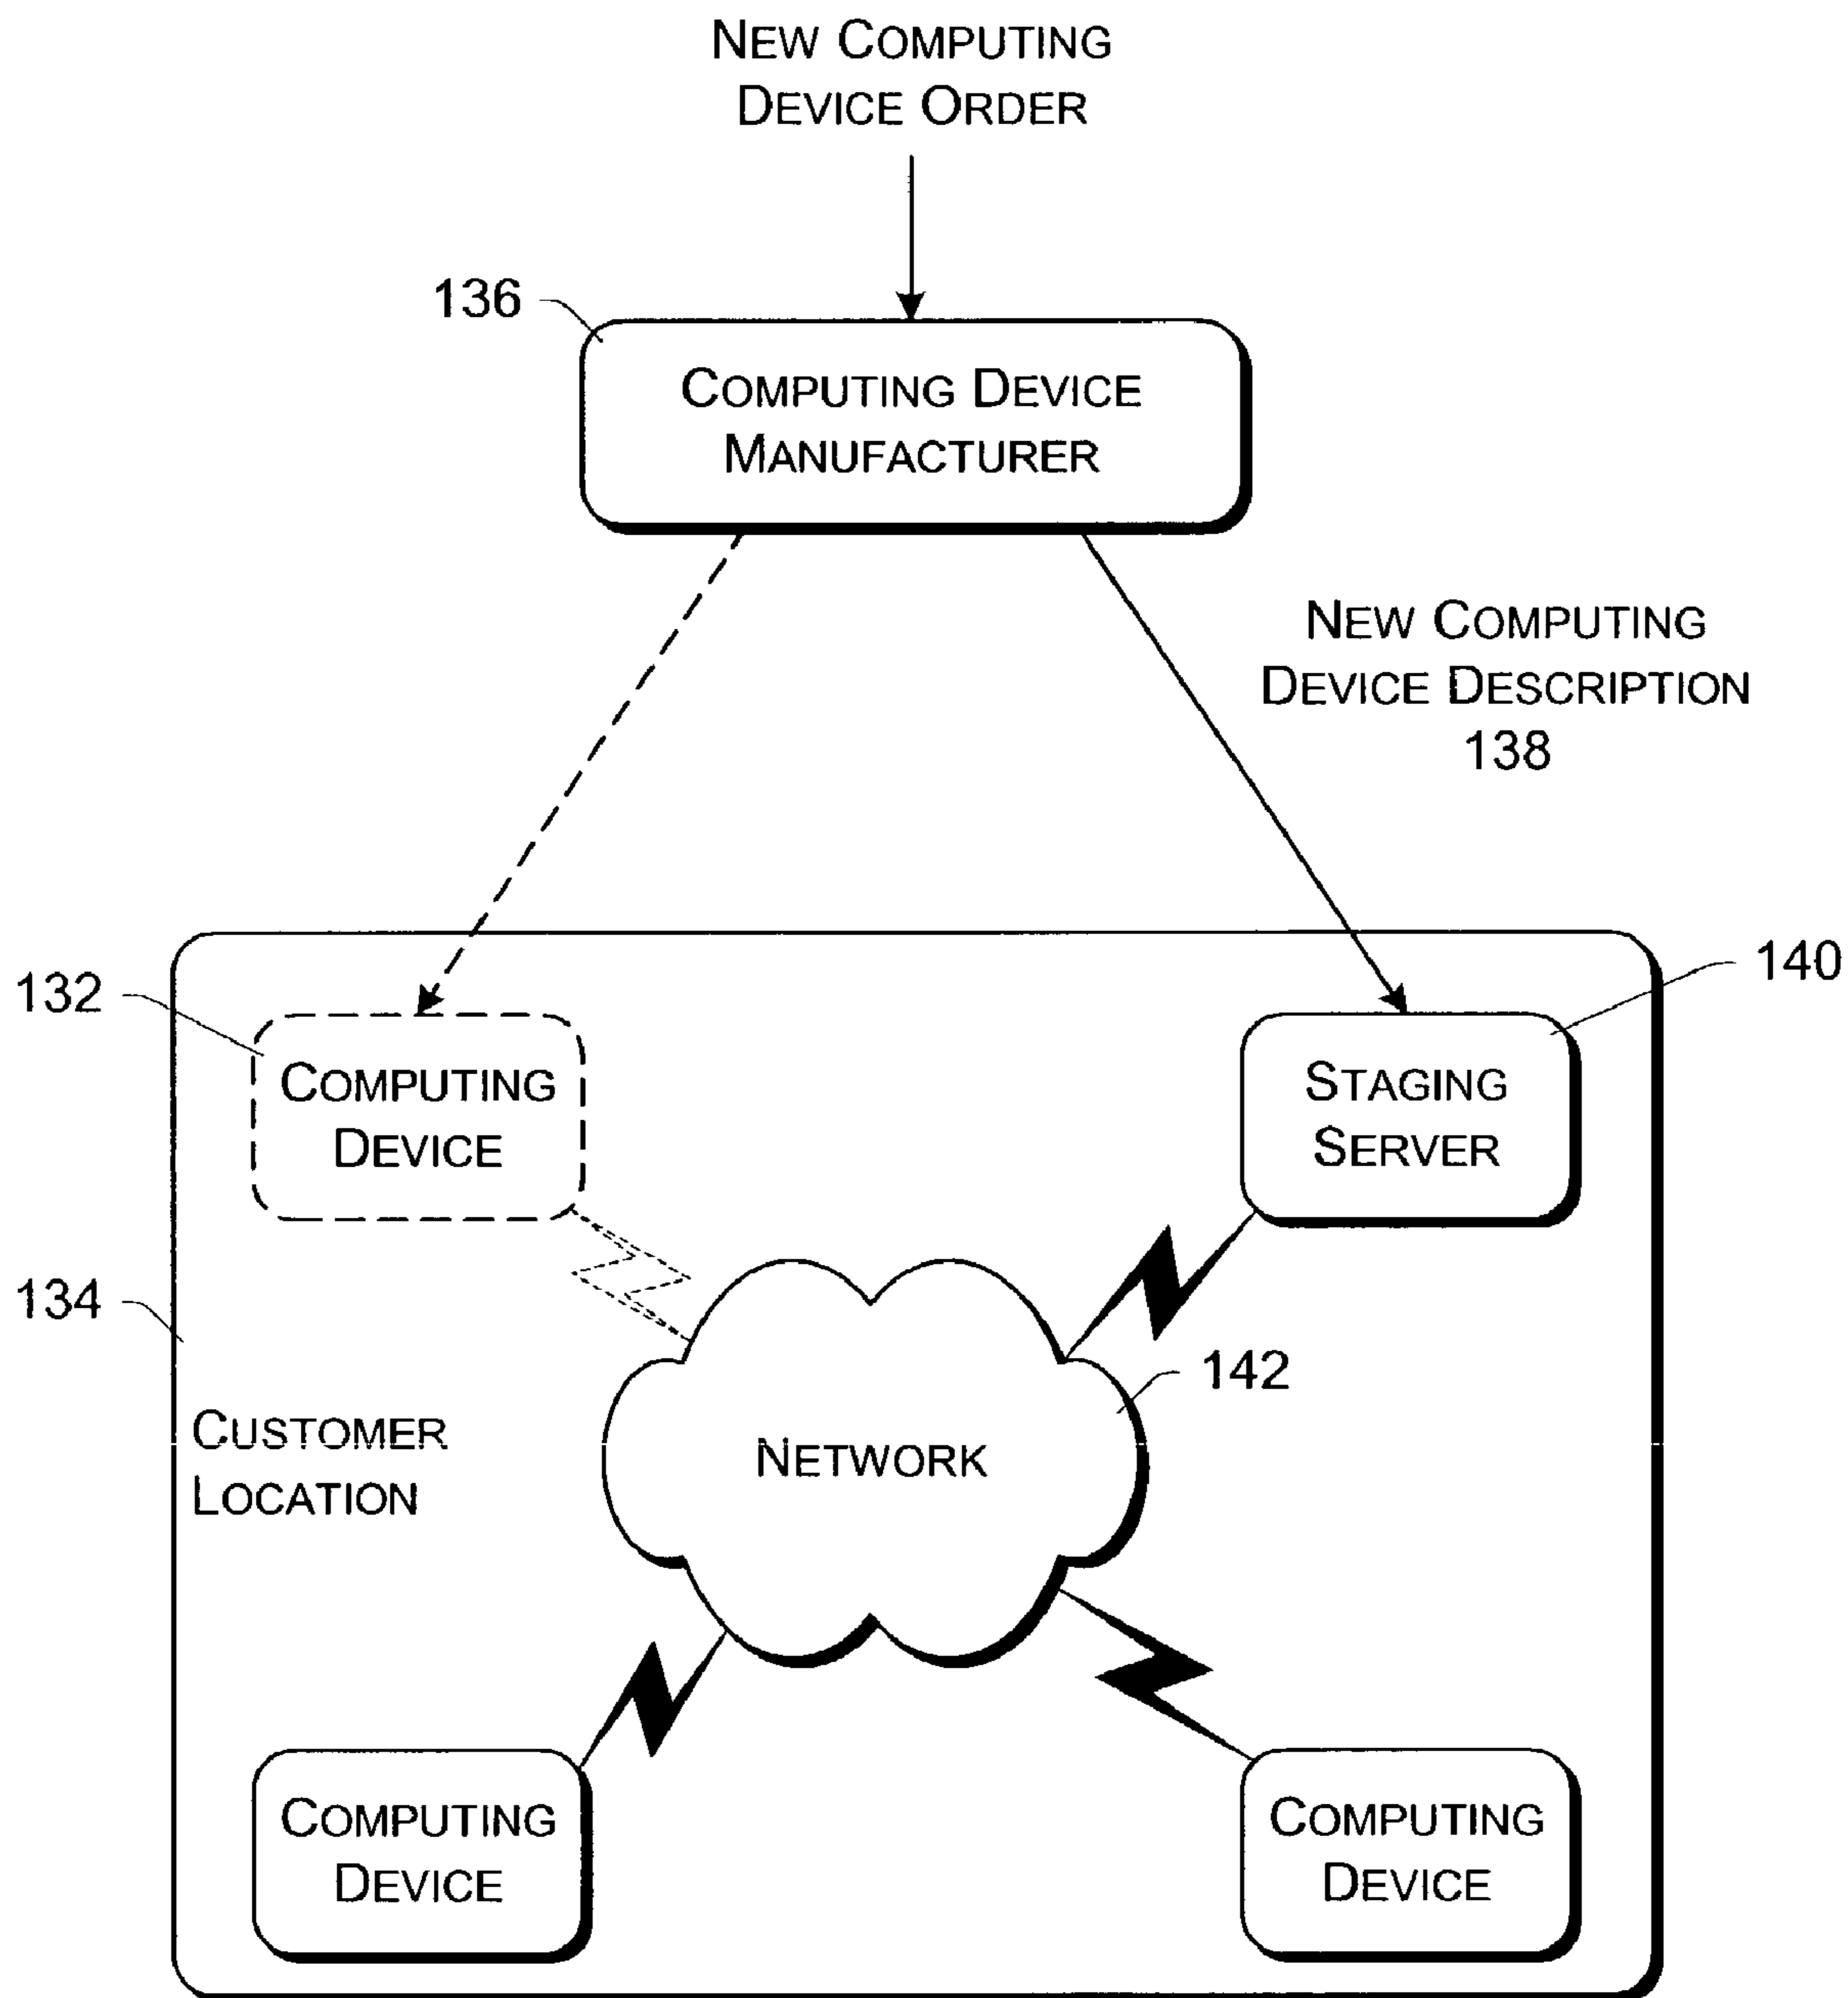 NEW COMPUTING
DEVICE ORDER
136
COMPUTING DEVICE
MANUFACTURER
NEW COMPUTING
DEVICE DESCRIPTION
138
132
140
COMPUTING
DEVICE
STAGING
SERVER
134
142
CUSTOMER
LOCATION
NETWORK
COMPUTING
DEVICE
COMPUTING
DEVICE